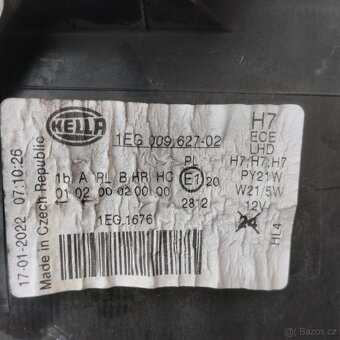 HELLA
1EG 009.627-02
PL
1b A RL B HR HC
01 02 00 02 00 00
E1 20
2812
1EG.1676
H7
ECE
LHD
H7;H7;H7
PY21W
W21/5W
12V
24
HL4
17-01-2022 07:10:26
Made in Czech Republic
bazar.cz